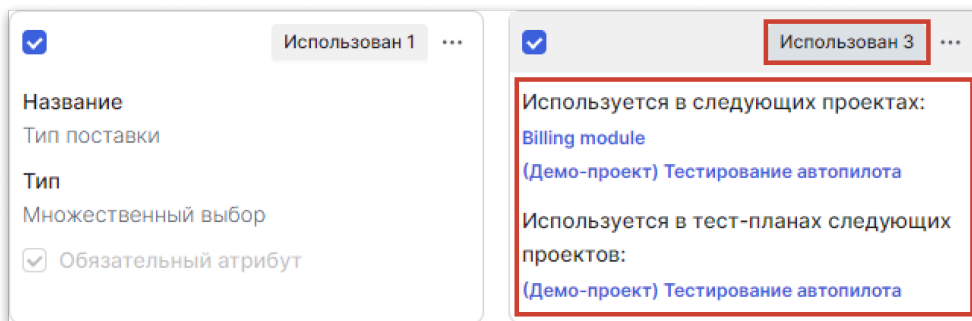 Использован 1
Название
Тип поставки
Тип
Множественный выбор
Обязательный атрибут
Использован 3
Используется в следующих проектах:
Billing module
(Демо-проект) Тестирование автопилота
Используется в тест-планах следующих
проектов:
(Демо-проект) Тестирование автопилота